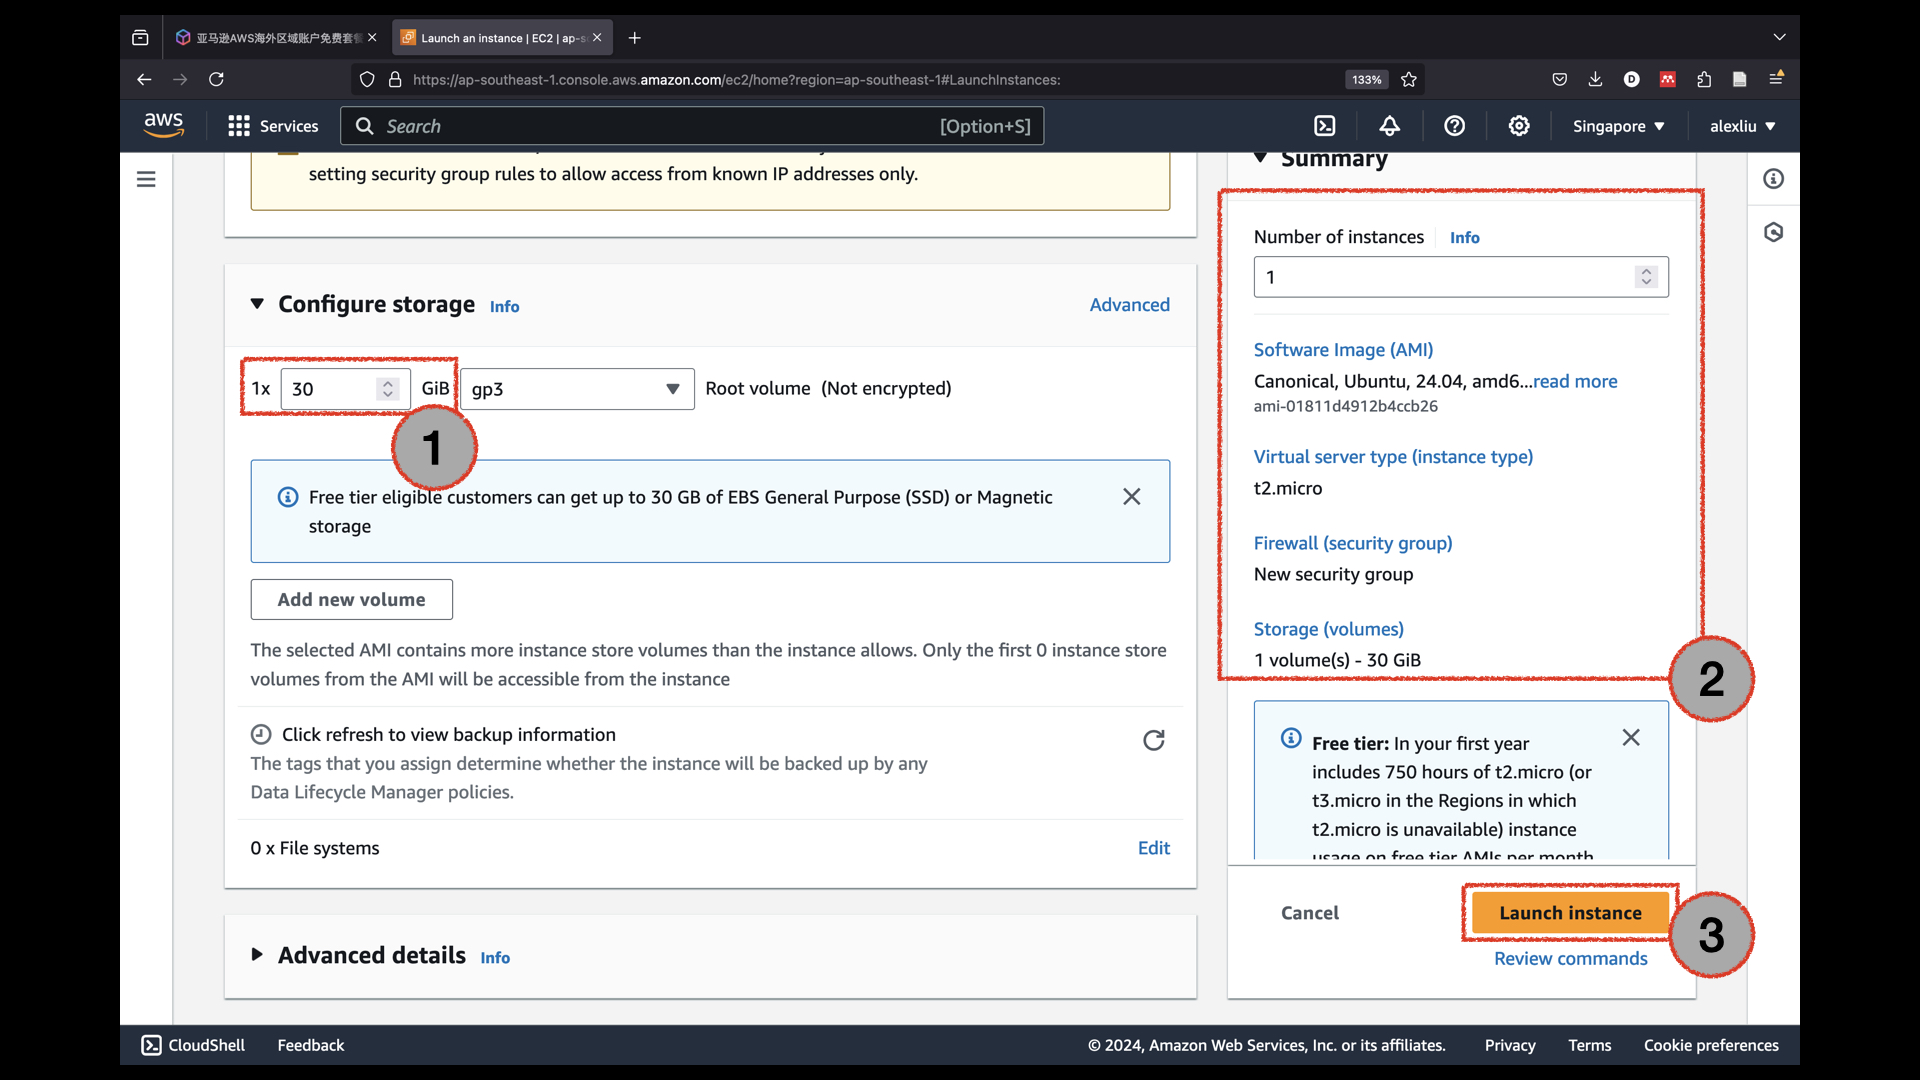 亚马逊AWS海外区域账户免费套餐
Launch an instance | EC2 | ap-s
https://ap-southeast-1.console.aws.amazon.com/ec2/home?region=ap-southeast-1#LaunchInstances:
133%
aws
Services
Search
[Option+S]
Singapore
alexliu
setting security group rules to allow access from known IP addresses only.
Configure storage Info
Advanced
1x 30 GiB gp3 Root volume (Not encrypted)
1
Free tier eligible customers can get up to 30 GB of EBS General Purpose (SSD) or Magnetic
storage
Add new volume
The selected AMI contains more instance store volumes than the instance allows. Only the first 0 instance store
volumes from the AMI will be accessible from the instance
Click refresh to view backup information
The tags that you assign determine whether the instance will be backed up by any
Data Lifecycle Manager policies.
0 x File systems
Edit
Advanced details Info
Summary
Number of instances Info
1
Software Image (AMI)
Canonical, Ubuntu, 24.04, amd6...read more
ami-01811d4912b4ccb26
Virtual server type (instance type)
t2.micro
Firewall (security group)
New security group
Storage (volumes)
1 volume(s) - 30 GiB
2
Free tier: In your first year
includes 750 hours of t2.micro (or
t3.micro in the Regions in which
t2.micro is unavailable) instance
usage on free tier AMIs per month
Cancel
Launch instance
3
Review commands
CloudShell
Feedback
© 2024, Amazon Web Services, Inc. or its affiliates.
Privacy
Terms
Cookie preferences